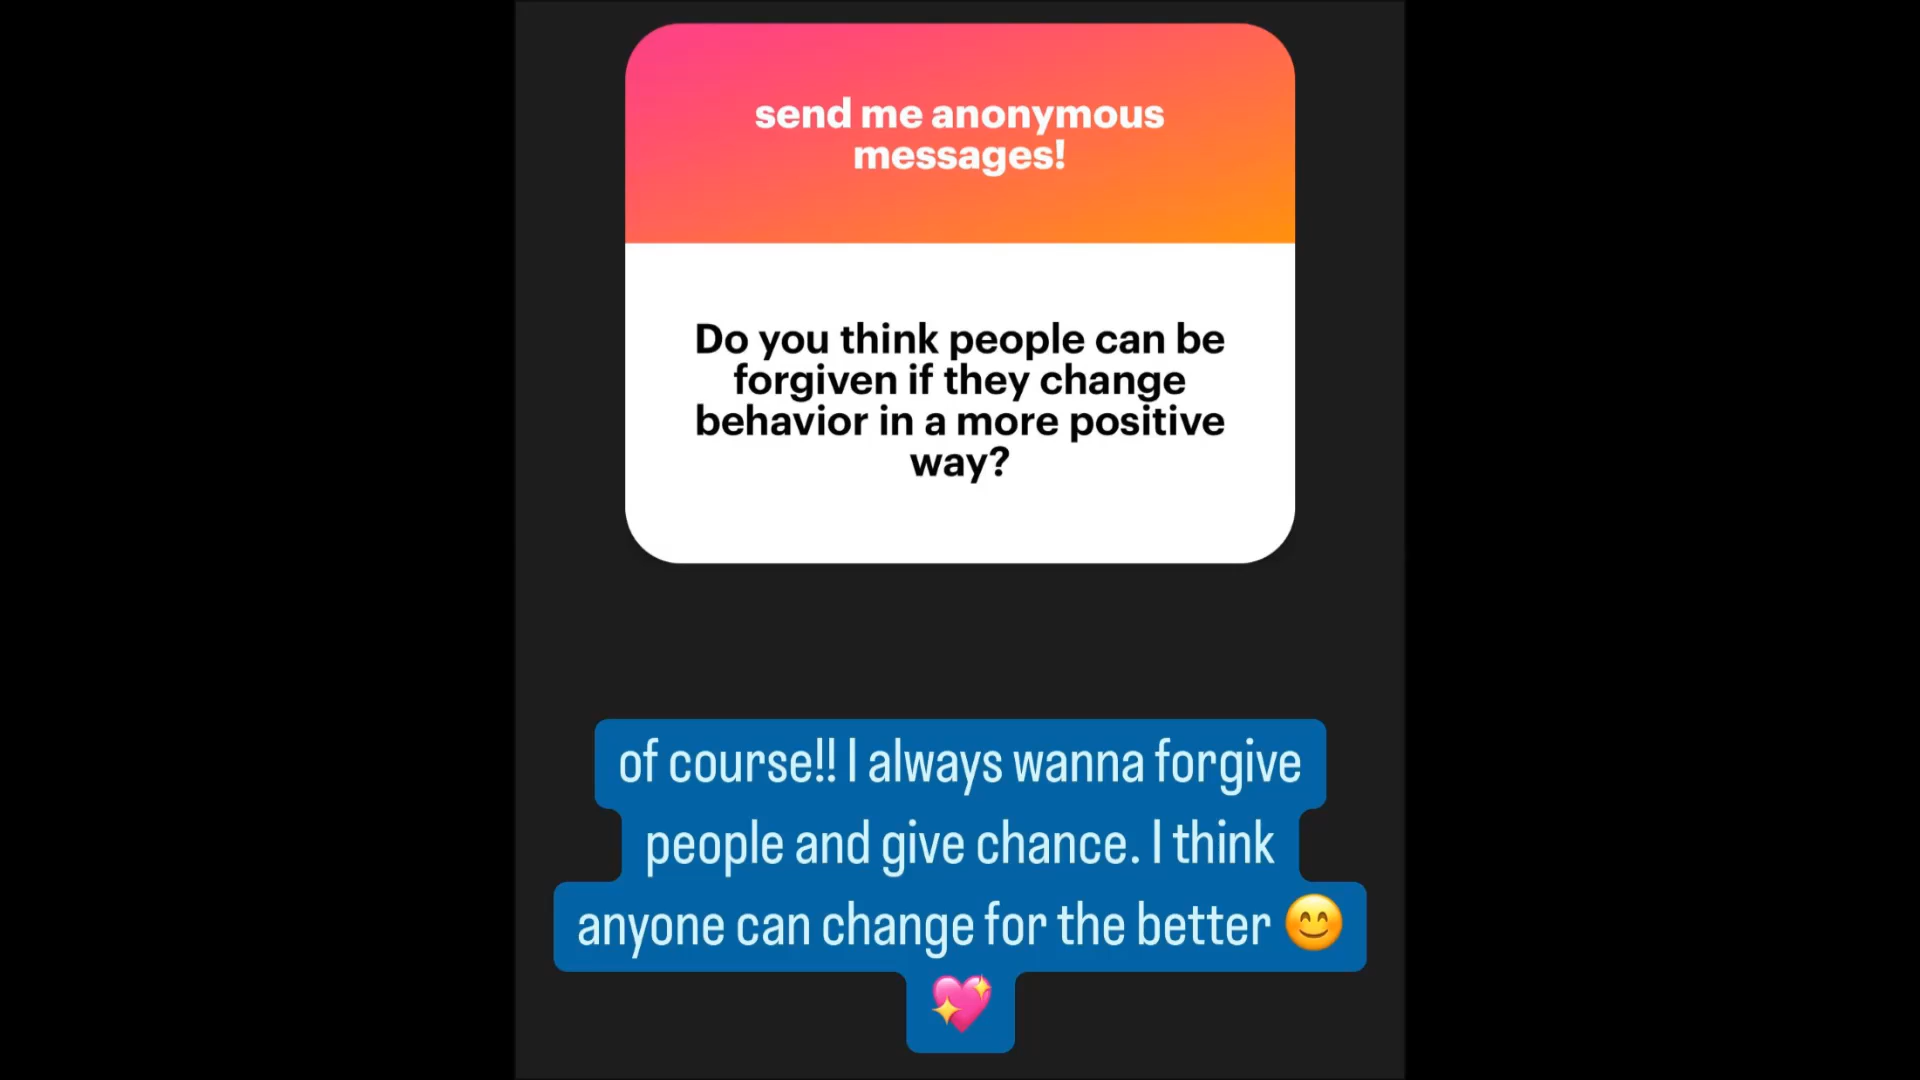 send me anonymous
messages!
Do you think people can be
forgiven if they change
behavior in a more positive
way?
of course!! I always wanna forgive
people and give chance. I think
anyone can change for the better 😊
💖